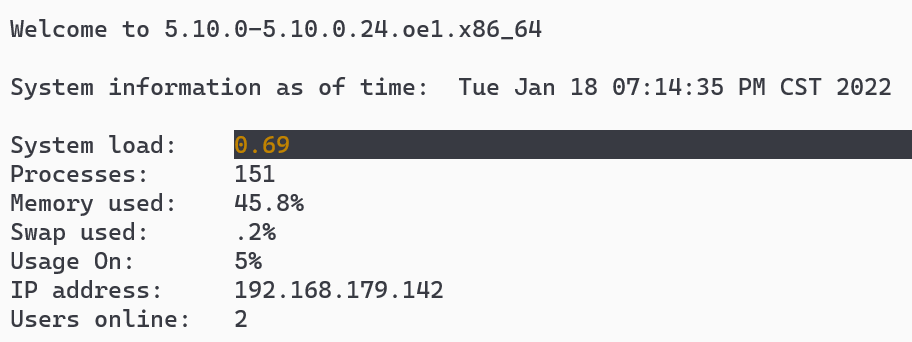 Welcome to 5.10.0-5.10.0.24.oe1.x86_64
System information as of time:  Tue Jan 18 07:14:35 PM CST 2022
System load:    0.69
Processes:      151
Memory used:    45.8%
Swap used:      .2%
Usage On:       5%
IP address:     192.168.179.142
Users online:   2